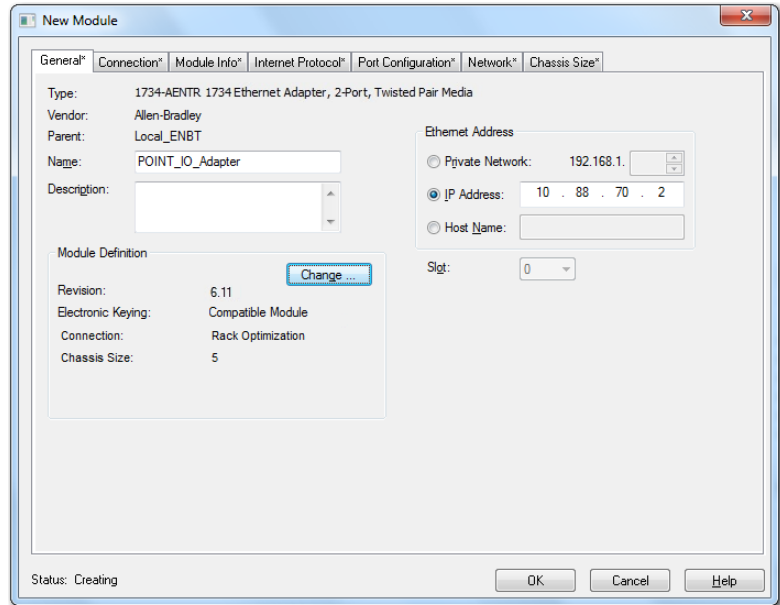 New Module
General* Connection* Module Info* Internet Protocol* Port Configuration* Network* Chassis Size*
Type: 1734-AENTR 1734 Ethernet Adapter, 2-Port, Twisted Pair Media
Vendor: Allen-Bradley
Parent: Local_ENBT
Name: POINT_IO_Adapter
Description:
Ethernet Address
Private Network: 192.168.1.
IP Address: 10 . 88 . 70 . 2
Host Name:
Slot: 0
Module Definition
Change ...
Revision: 6.11
Electronic Keying: Compatible Module
Connection: Rack Optimization
Chassis Size: 5
Status: Creating
OK Cancel Help